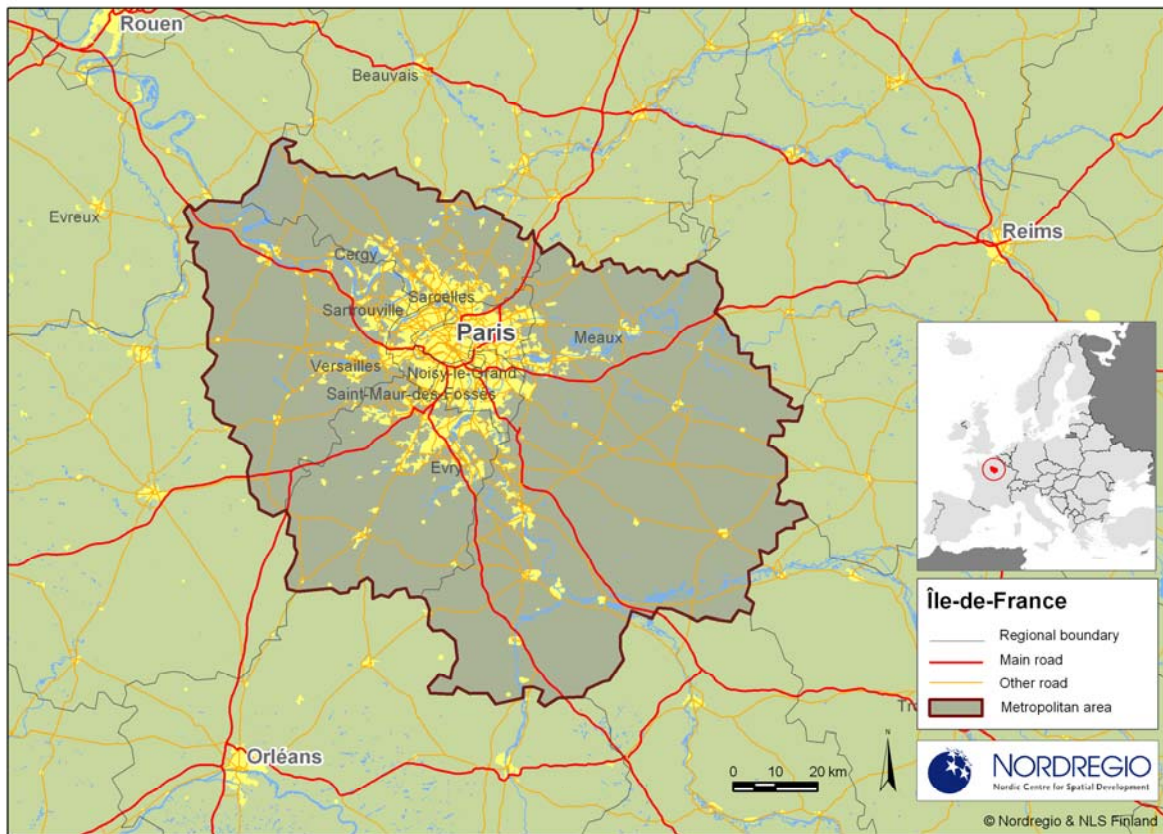 Rouen
Beauvais
Evreux
Reims
Cergy
Sarcelles
Sartrouville
Paris
Meaux
Versailles
Noisy-le-Grand
Saint-Maur-des-Fossés
Evry
Orléans
Île-de-France
Regional boundary
Main road
Other road
Metropolitan area
Tr
N
0 10 20 km
NORDREGIO
Nordic Centre for Spatial Development
© Nordregio & NLS Finland